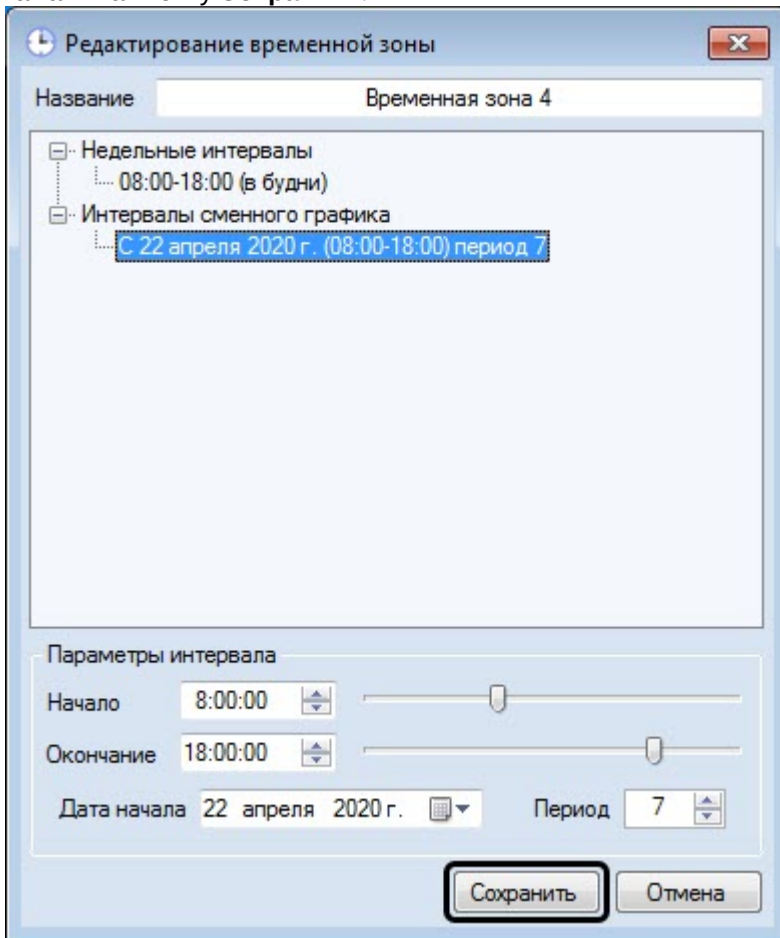 Редактирование временной зоны
Название Временная зона 4
Недельные интервалы
08:00-18:00 (в будни)
Интервалы сменного графика
С 22 апреля 2020 г. (08:00-18:00) период 7
Параметры интервала
Начало 8:00:00
Окончание 18:00:00
Дата начала 22 апреля 2020 г. Период 7
Сохранить Отмена